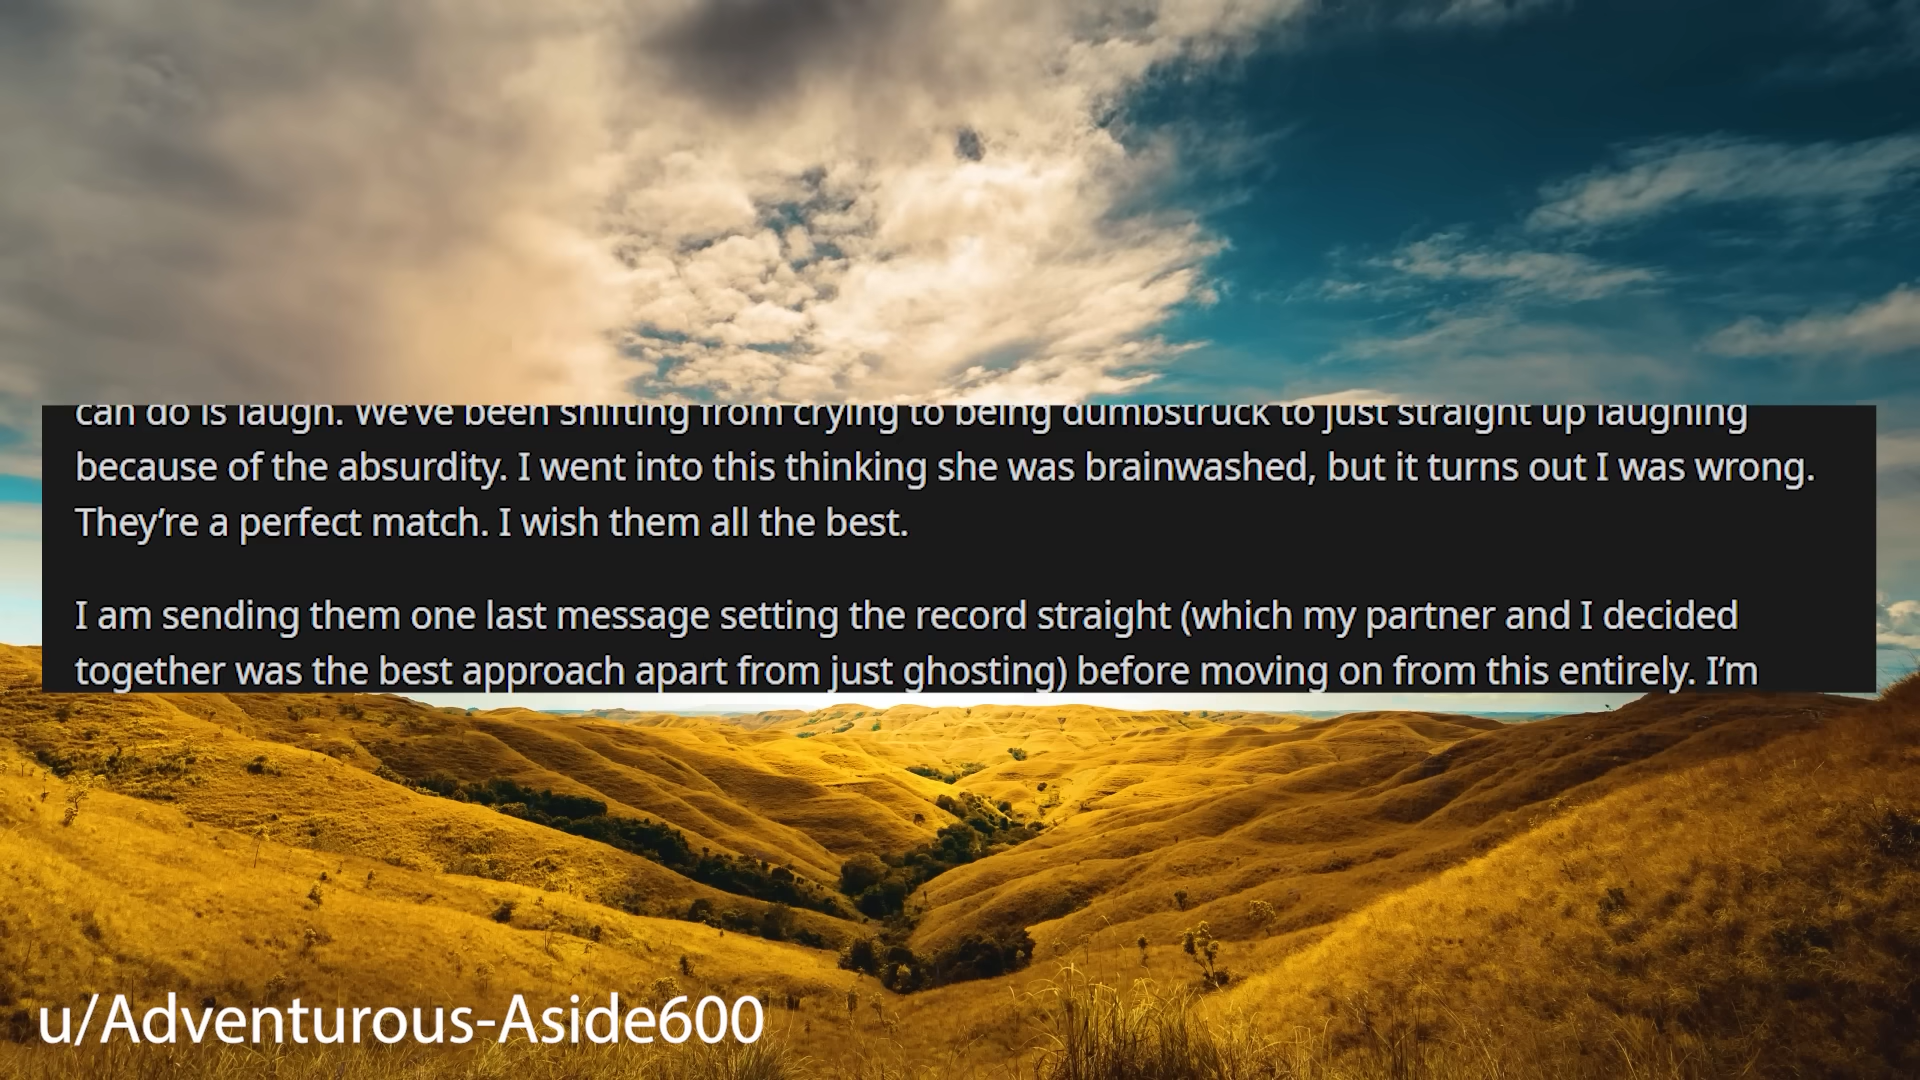 can do is laugh. We've been shifting from crying to being dumbstruck to just straight up laughing
because of the absurdity. I went into this thinking she was brainwashed, but it turns out I was wrong.
They’re a perfect match. I wish them all the best.
I am sending them one last message setting the record straight (which my partner and I decided
together was the best approach apart from just ghosting) before moving on from this entirely. I’m
u/Adventurous-Aside600